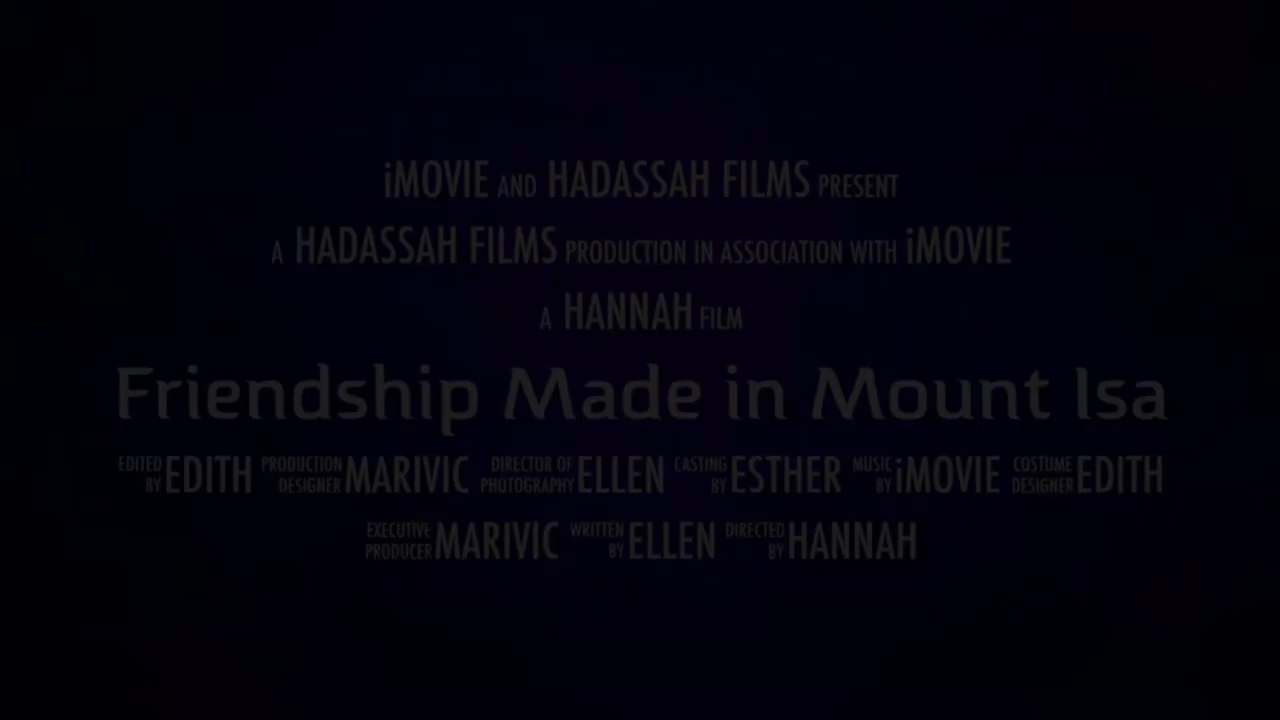 iMOVIE AND HADASSAH FILMS PRESENT
A HADASSAH FILMS PRODUCTION IN ASSOCIATION WITH iMOVIE
A HANNAH FILM
Friendship Made in Mount Isa
EDITED BY EDITH PRODUCTION DESIGNER MARIVIC DIRECTOR OF PHOTOGRAPHY ELLEN CASTING BY ESTHER MUSIC BY iMOVIE COSTUME DESIGNER EDITH
EXECUTIVE PRODUCER MARIVIC WRITTEN BY ELLEN DIRECTED BY HANNAH